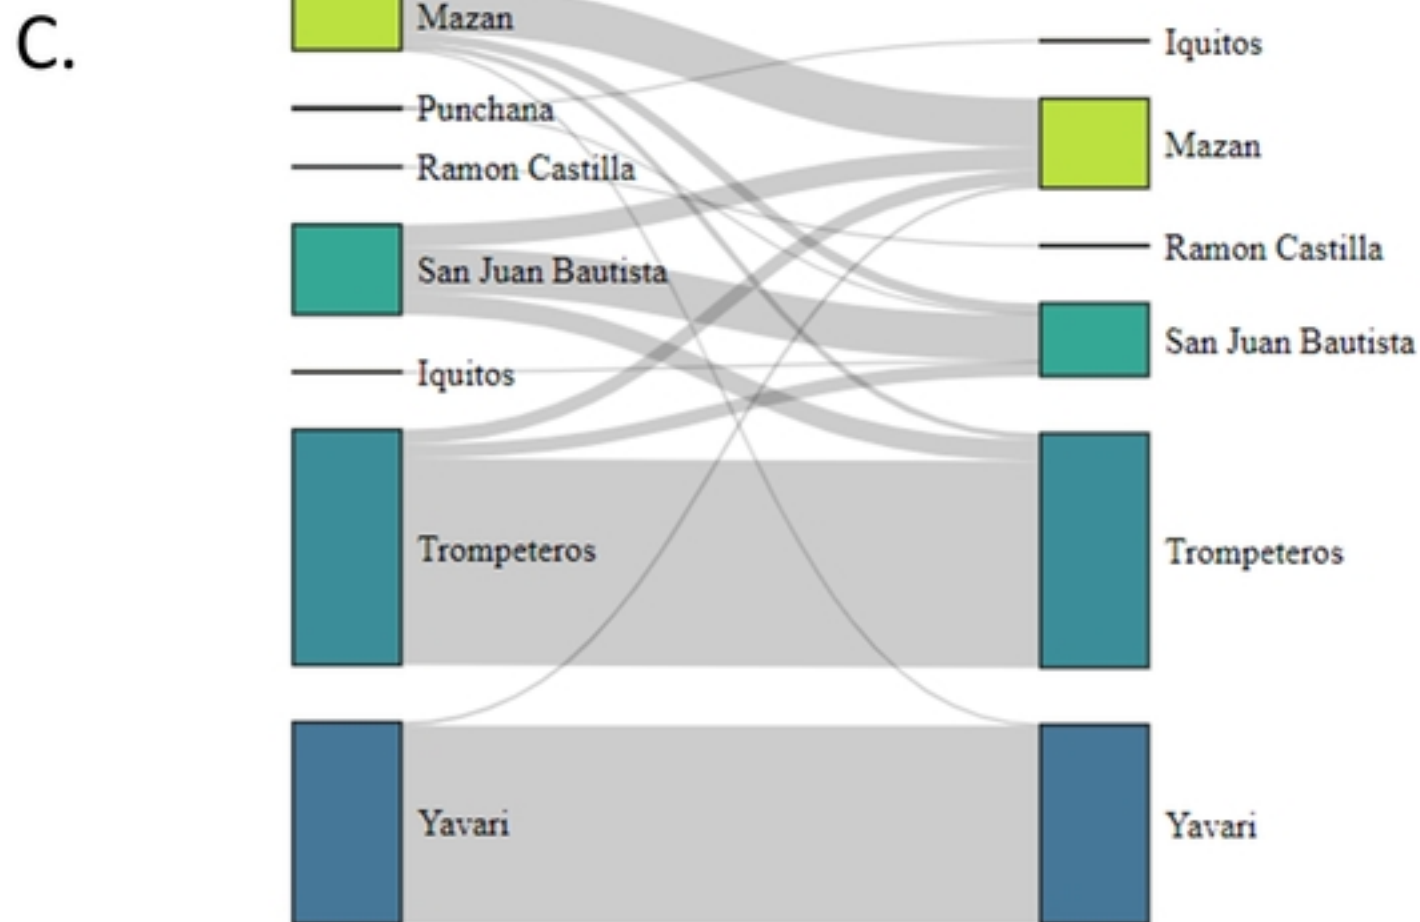 C.
Mazan
Punchana
Ramon Castilla
San Juan Bautista
Iquitos
Trompeteros
Yavari
Iquitos
Mazan
Ramon Castilla
San Juan Bautista
Trompeteros
Yavari